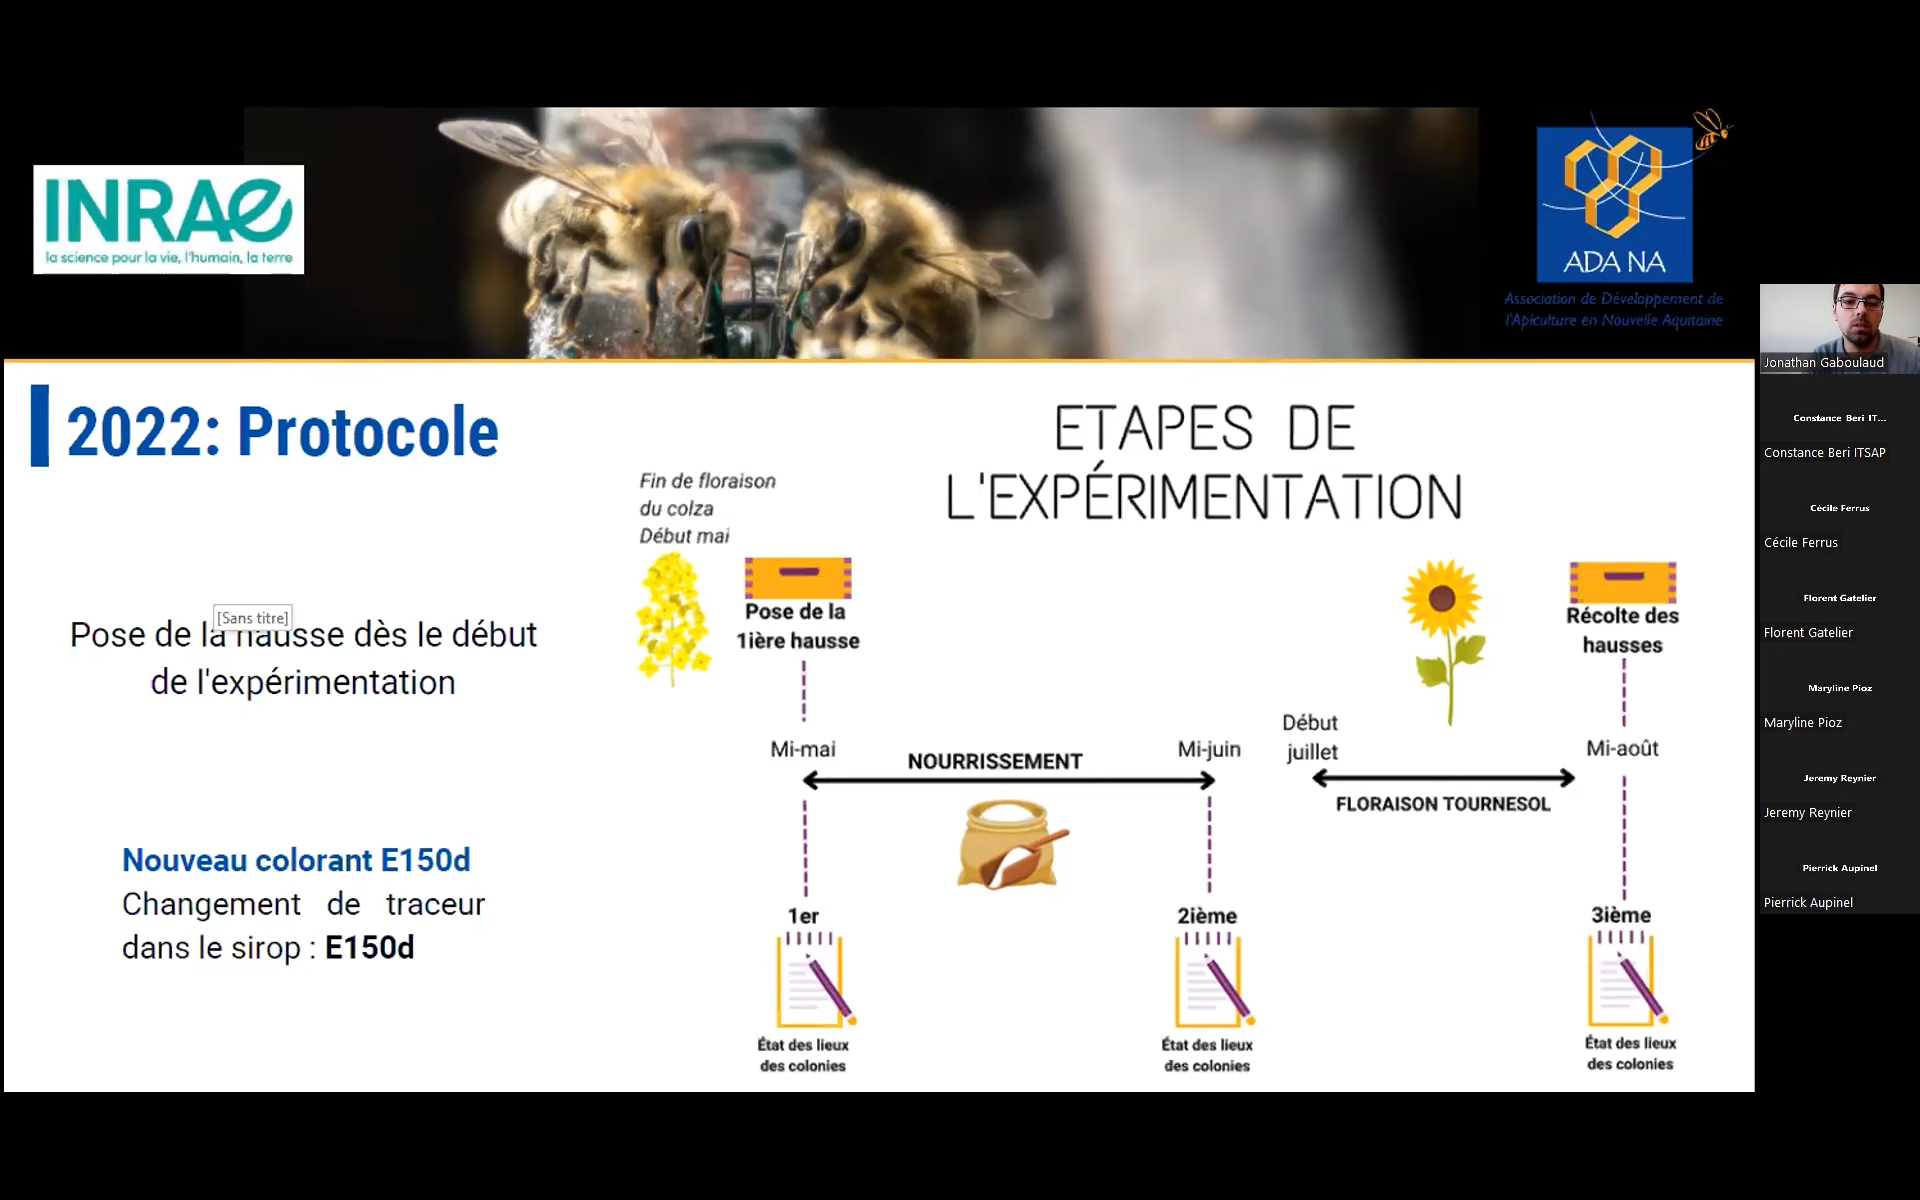 INRAE
la science pour la vie, l'humain, la terre
ADA NA
Association de Développement de
l'Apiculture en Nouvelle Aquitaine
2022: Protocole
ETAPES DE
L'EXPÉRIMENTATION
Fin de floraison
du colza
Début mai
Pose de la
1ière hausse
Récolte des
hausses
[Sans titre]
Pose de la hausse dès le début
de l'expérimentation
Mi-mai
NOURRISSEMENT
Mi-juin
Début
juillet
Mi-août
FLORAISON TOURNESOL
Nouveau colorant E150d
Changement de traceur
dans le sirop : E150d
1er
2ième
3ième
État des lieux
des colonies
État des lieux
des colonies
État des lieux
des colonies
Jonathan Gaboulaud
Constance Beri IT...
Constance Beri ITSAP
Cécile Ferrus
Cécile Ferrus
Florent Gatelier
Florent Gatelier
Maryline Pioz
Maryline Pioz
Jeremy Reynier
Jeremy Reynier
Pierrick Aupinel
Pierrick Aupinel